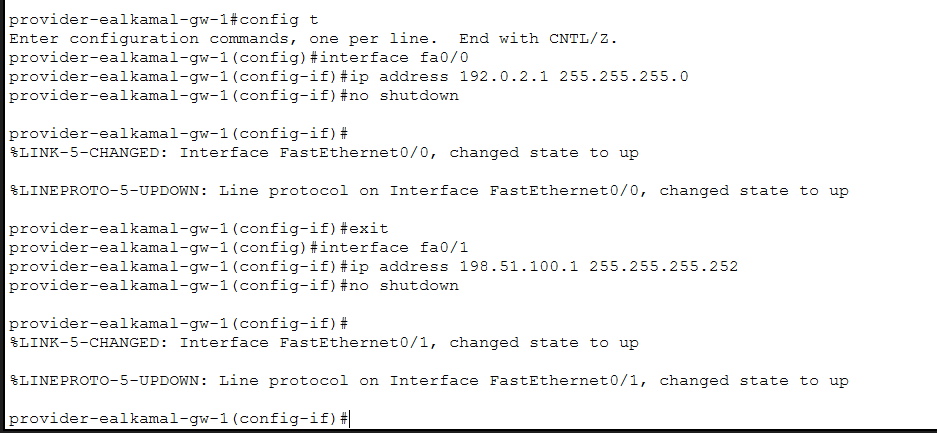 provider-ealkamal-gw-1#config t
Enter configuration commands, one per line.  End with CNTL/Z.
provider-ealkamal-gw-1(config)#interface fa0/0
provider-ealkamal-gw-1(config-if)#ip address 192.0.2.1 255.255.255.0
provider-ealkamal-gw-1(config-if)#no shutdown
provider-ealkamal-gw-1(config-if)#
%LINK-5-CHANGED: Interface FastEthernet0/0, changed state to up
%LINEPROTO-5-UPDOWN: Line protocol on Interface FastEthernet0/0, changed state to up
provider-ealkamal-gw-1(config-if)#exit
provider-ealkamal-gw-1(config)#interface fa0/1
provider-ealkamal-gw-1(config-if)#ip address 198.51.100.1 255.255.255.252
provider-ealkamal-gw-1(config-if)#no shutdown
provider-ealkamal-gw-1(config-if)#
%LINK-5-CHANGED: Interface FastEthernet0/1, changed state to up
%LINEPROTO-5-UPDOWN: Line protocol on Interface FastEthernet0/1, changed state to up
provider-ealkamal-gw-1(config-if)#